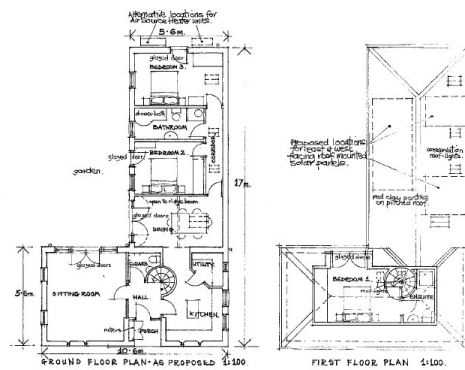 Alternative locations for
Air source Heater units.
5·6m.
glazed door
BEDROOM 3.
shower bath
BATHROOM
CORRIDOR
glazed door
BEDROOM 2
garden.
17m.
open to ridge beam.
glazed doors
DINING
glazed doors
UTILITY
5·6m.
SITTING ROOM
HALL
KITCHEN.
meters
PORCH
10·6m.
GROUND FLOOR PLAN - AS PROPOSED 1:100.
Proposed locations
for east & west
facing roof mounted
solar panels.
conservation
roof-lights.
red clay pantiles
on pitched roof.
glazed doors
BEDROOM 1.
ENSUITE
FIRST FLOOR PLAN 1:100.